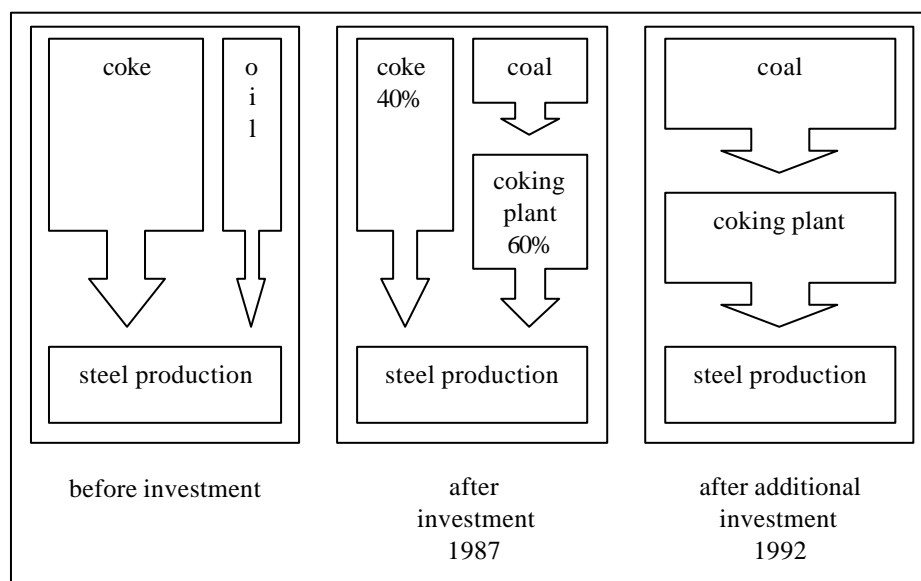 coke
o
i
l
steel production
before investment
coke
40%
coal
coking
plant
60%
steel production
after
investment
1987
coal
coking plant
steel production
after additional
investment
1992